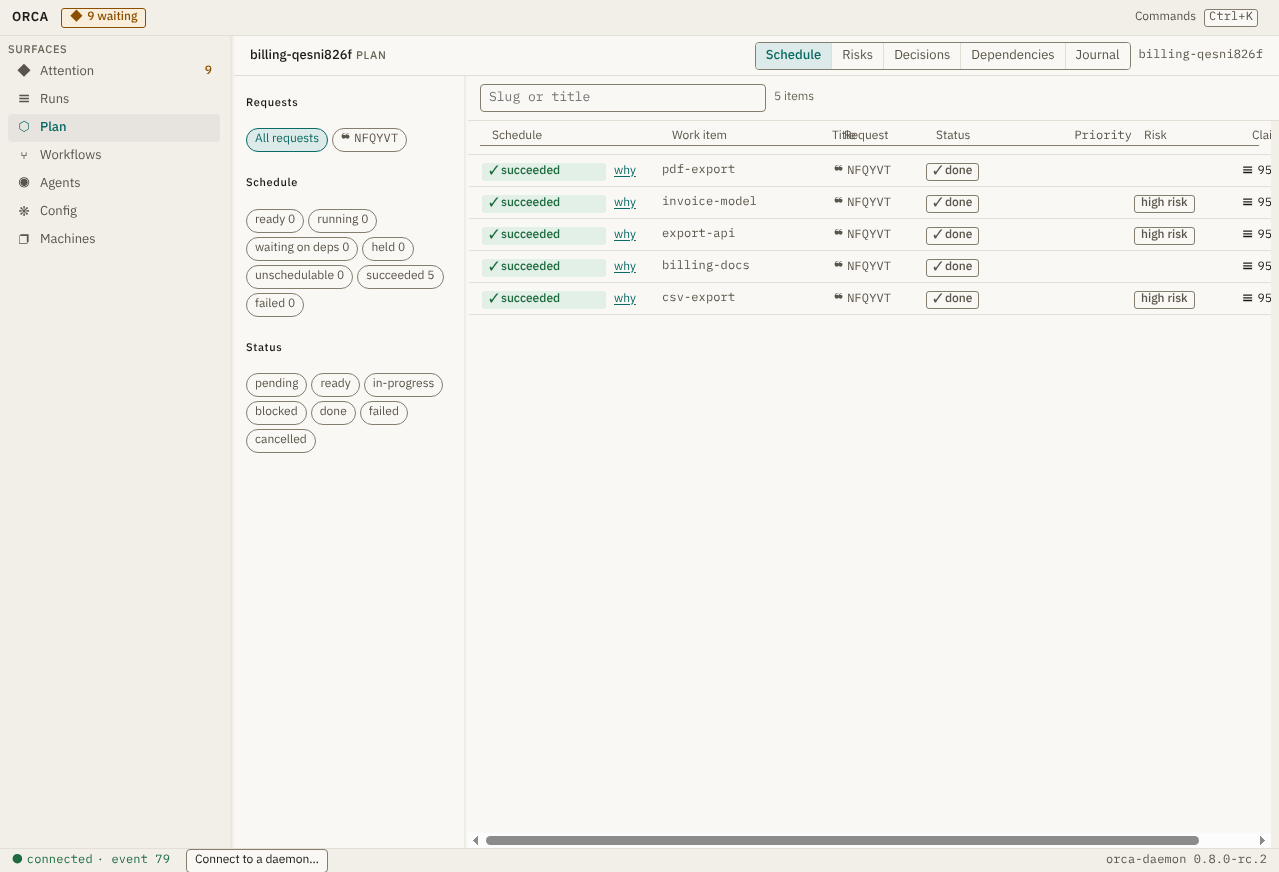 ORCA ◆ 9 waiting Commands Ctrl+K
SURFACES
Attention 9
Runs
Plan
Workflows
Agents
Config
Machines
billing-qesni826f PLAN Schedule Risks Decisions Dependencies Journal billing-qesni826f
Requests
All requests ❝ NFQYVT
Schedule
ready 0 running 0
waiting on deps 0 held 0
unschedulable 0 succeeded 5
failed 0
Status
pending ready in-progress
blocked done failed
cancelled
Slug or title 5 items
Schedule Work item Title Request Status Priority Risk Clai
✓ succeeded why pdf-export ❝ NFQYVT ✓ done ≡ 95
✓ succeeded why invoice-model ❝ NFQYVT ✓ done high risk ≡ 95
✓ succeeded why export-api ❝ NFQYVT ✓ done high risk ≡ 95
✓ succeeded why billing-docs ❝ NFQYVT ✓ done ≡ 95
✓ succeeded why csv-export ❝ NFQYVT ✓ done high risk ≡ 95
connected · event 79 Connect to a daemon… orca-daemon 0.8.0-rc.2